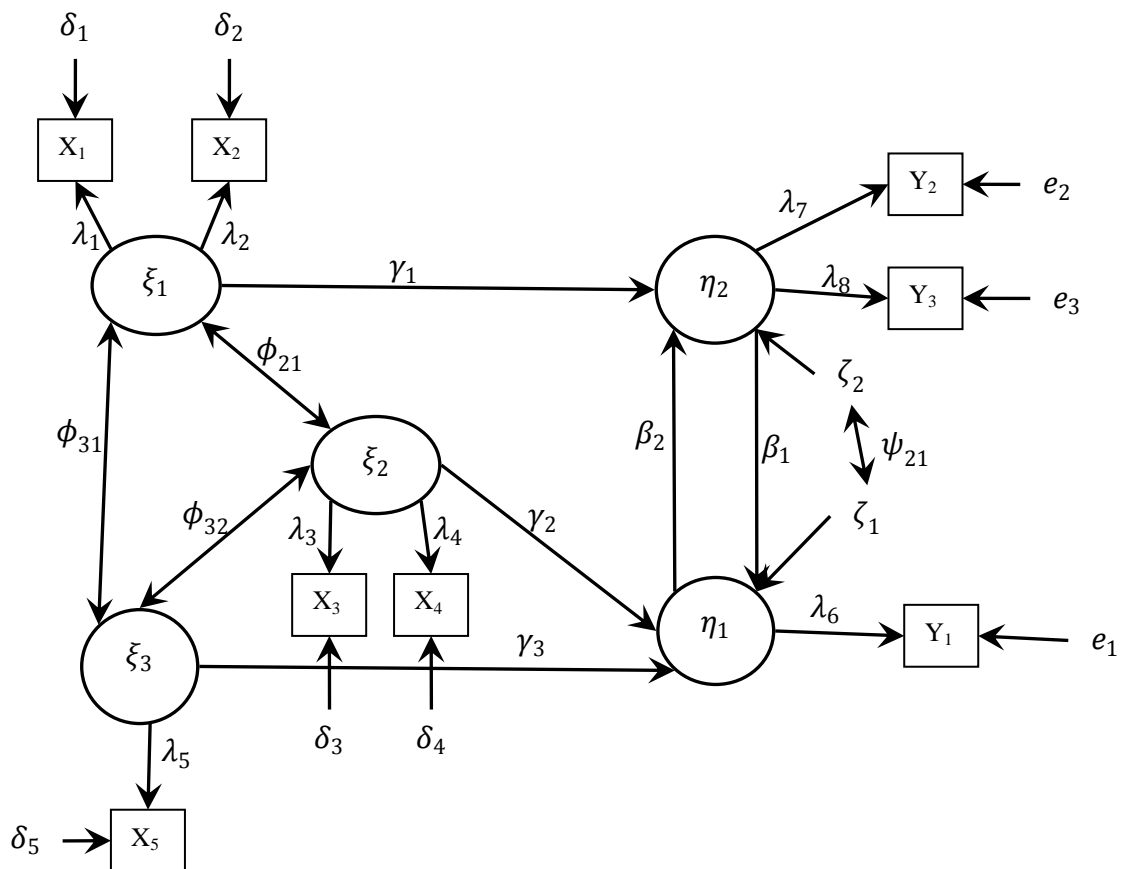 δ₁ δ₂
X₁ X₂
Y₂ e₂
λ₇
λ₁ λ₂
ξ₁ γ₁ η₂ λ₈ Y₃ e₃
ϕ₂₁
ζ₂
ϕ₃₁ β₂ β₁ ψ₂₁
ξ₂
ϕ₃₂ λ₃ λ₄ γ₂ ζ₁
X₃ X₄
λ₆
η₁ Y₁ e₁
ξ₃ γ₃
δ₃ δ₄
λ₅
δ₅ X₅